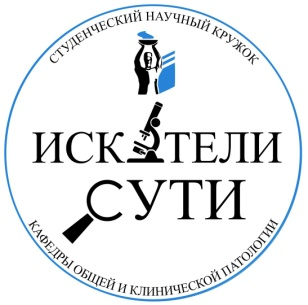 СТУДЕНЧЕСКИЙ НАУЧНЫЙ КРУЖОК
ИСКАТЕЛИ
СУТИ
КАФЕДРЫ ОБЩЕЙ И КЛИНИЧЕСКОЙ ПАТОЛОГИИ